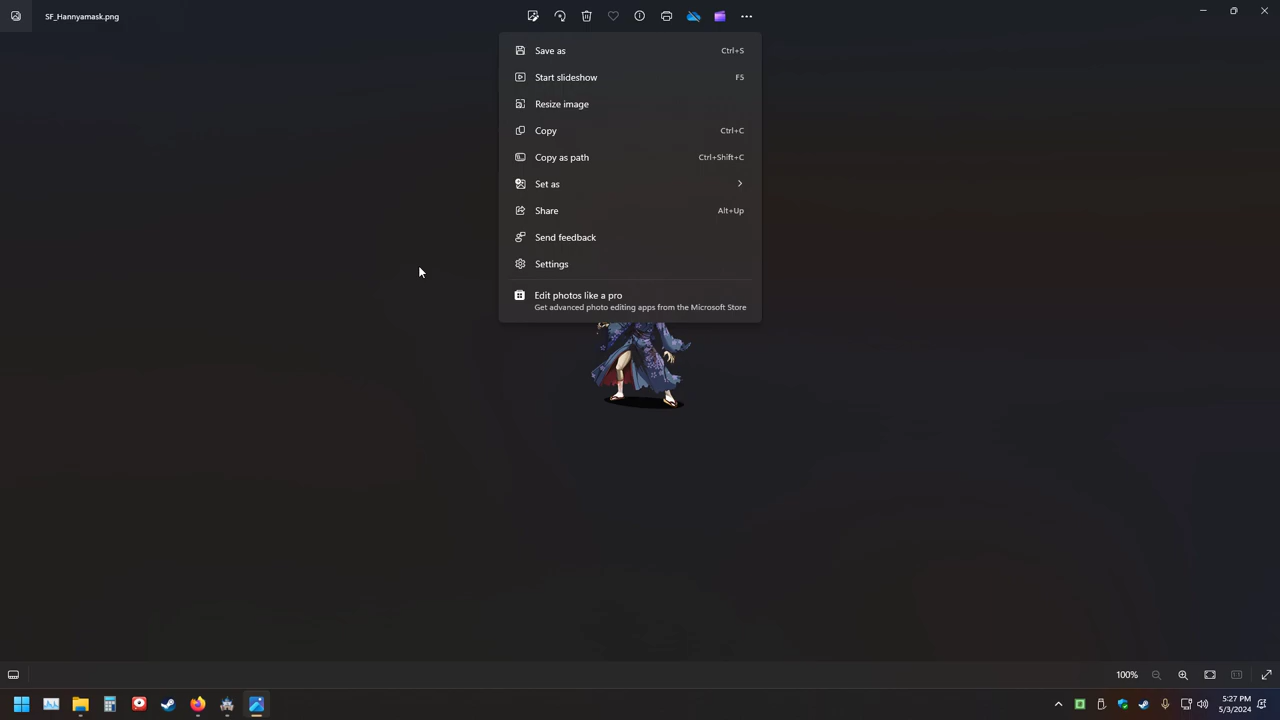 SF_Hannyamask.png
Save as Ctrl+S
Start slideshow F5
Resize image
Copy Ctrl+C
Copy as path Ctrl+Shift+C
Set as
Share Alt+Up
Send feedback
Settings
Edit photos like a pro
Get advanced photo editing apps from the Microsoft Store
100%
5:27 PM
5/3/2024